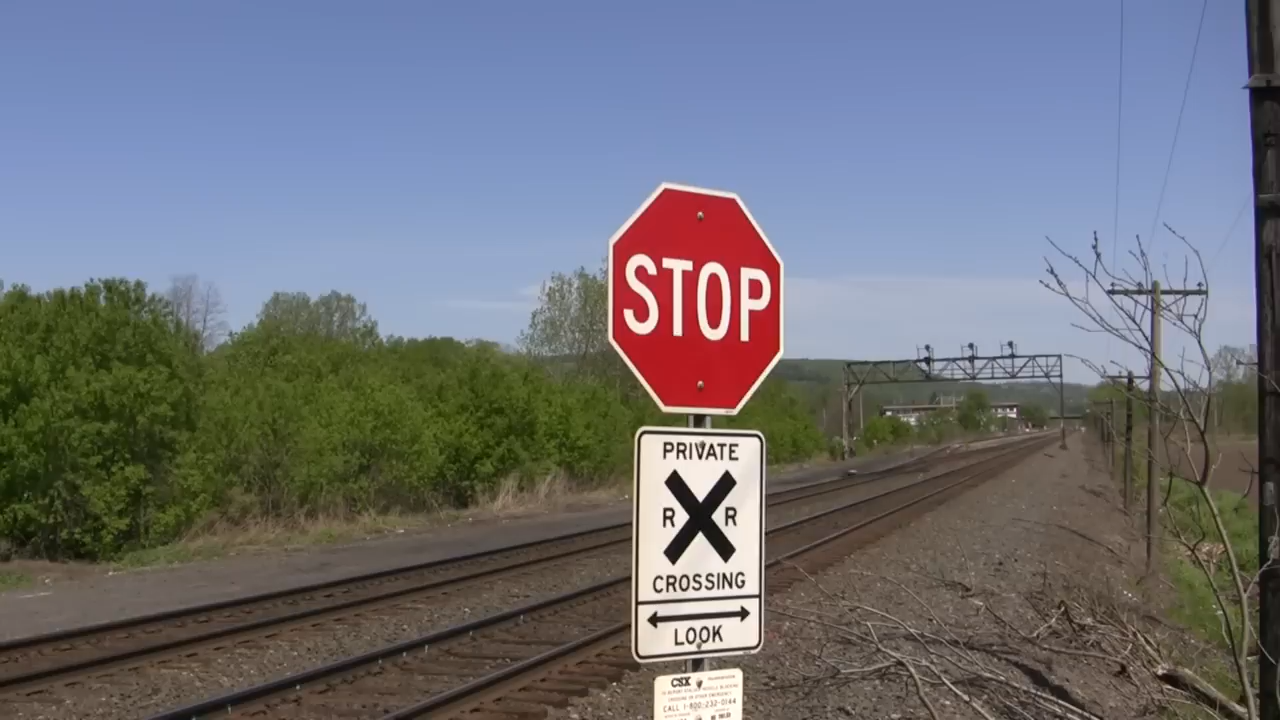 STOP
PRIVATE
R R
CROSSING
LOOK
CSX
CALL 1-800-232-0144